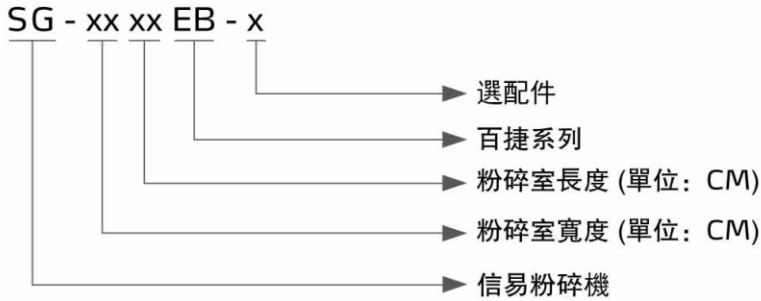 SG - xx xx EB - x
選配件
百捷系列
粉碎室長度 (單位：CM)
粉碎室寬度 (單位：CM)
信易粉碎機